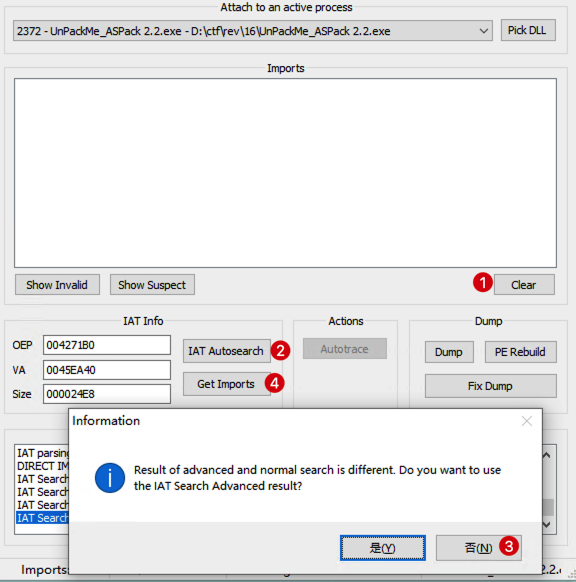 Attach to an active process
2372 - UnPackMe_ASPack 2.2.exe - D:\ctf\rev\16\UnPackMe_ASPack 2.2.exe
Pick DLL
Imports
Show Invalid
Show Suspect
1
Clear
IAT Info
Actions
Dump
OEP
004271B0
IAT Autosearch
2
Autotrace
Dump
PE Rebuild
VA
0045EA40
Get Imports
4
Fix Dump
Size
000024E8
IAT parsing
DIRECT IM
IAT Search
IAT Search
IAT Search
IAT Search
Information
Result of advanced and normal search is different. Do you want to use
the IAT Search Advanced result?
是(Y)
否(N)
3
Imports:
2.2.